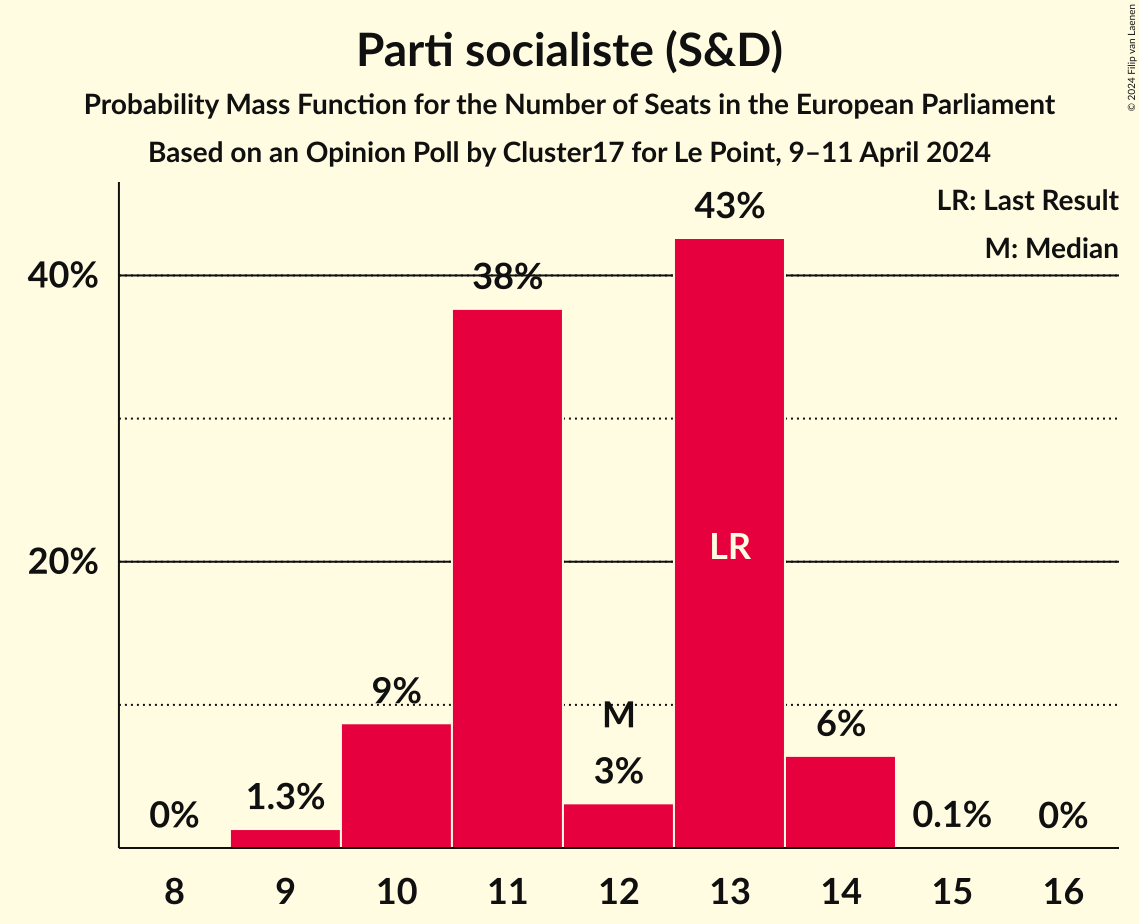 Parti socialiste (S&D)
Probability Mass Function for the Number of Seats in the European Parliament
Based on an Opinion Poll by Cluster17 for Le Point, 9–11 April 2024
© 2024 Filip van Laenen
LR: Last Result
M: Median
43%
40%
38%
LR
20%
9%
M
6%
3%
1.3%
0%
0.1%
0%
8 9 10 11 12 13 14 15 16